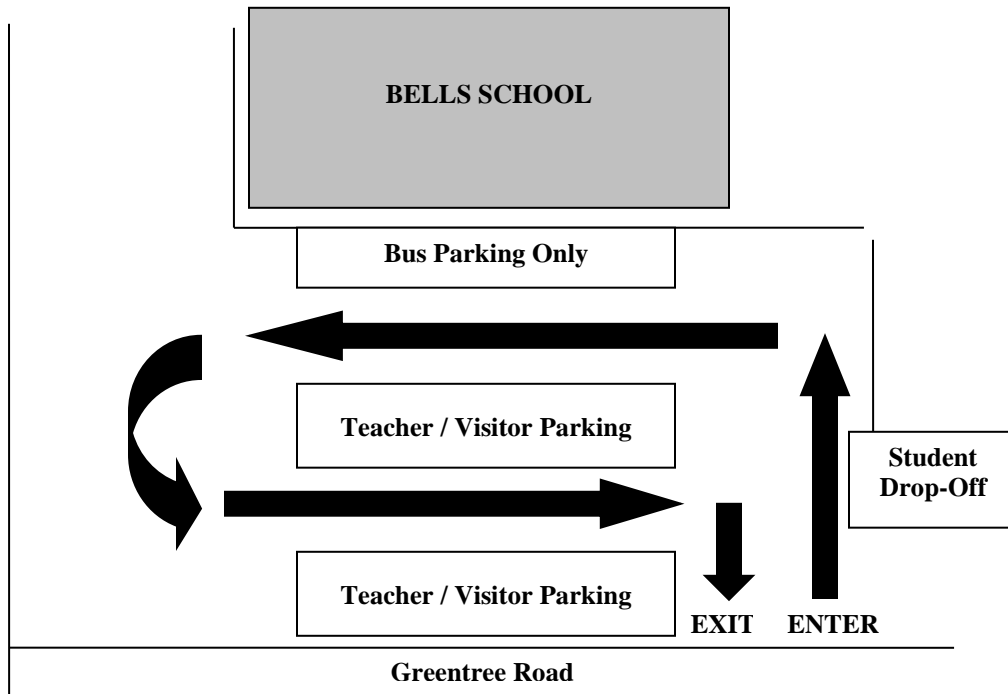 BELLS SCHOOL
Bus Parking Only
Teacher / Visitor Parking
Student
Drop-Off
Teacher / Visitor Parking
EXIT ENTER
Greentree Road